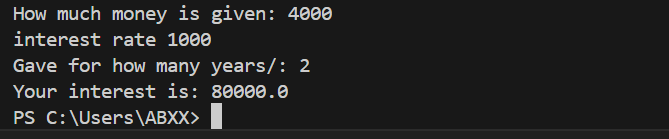 How much money is given: 4000
interest rate 1000
Gave for how many years/: 2
Your interest is: 80000.0
PS C:\Users\ABXX>